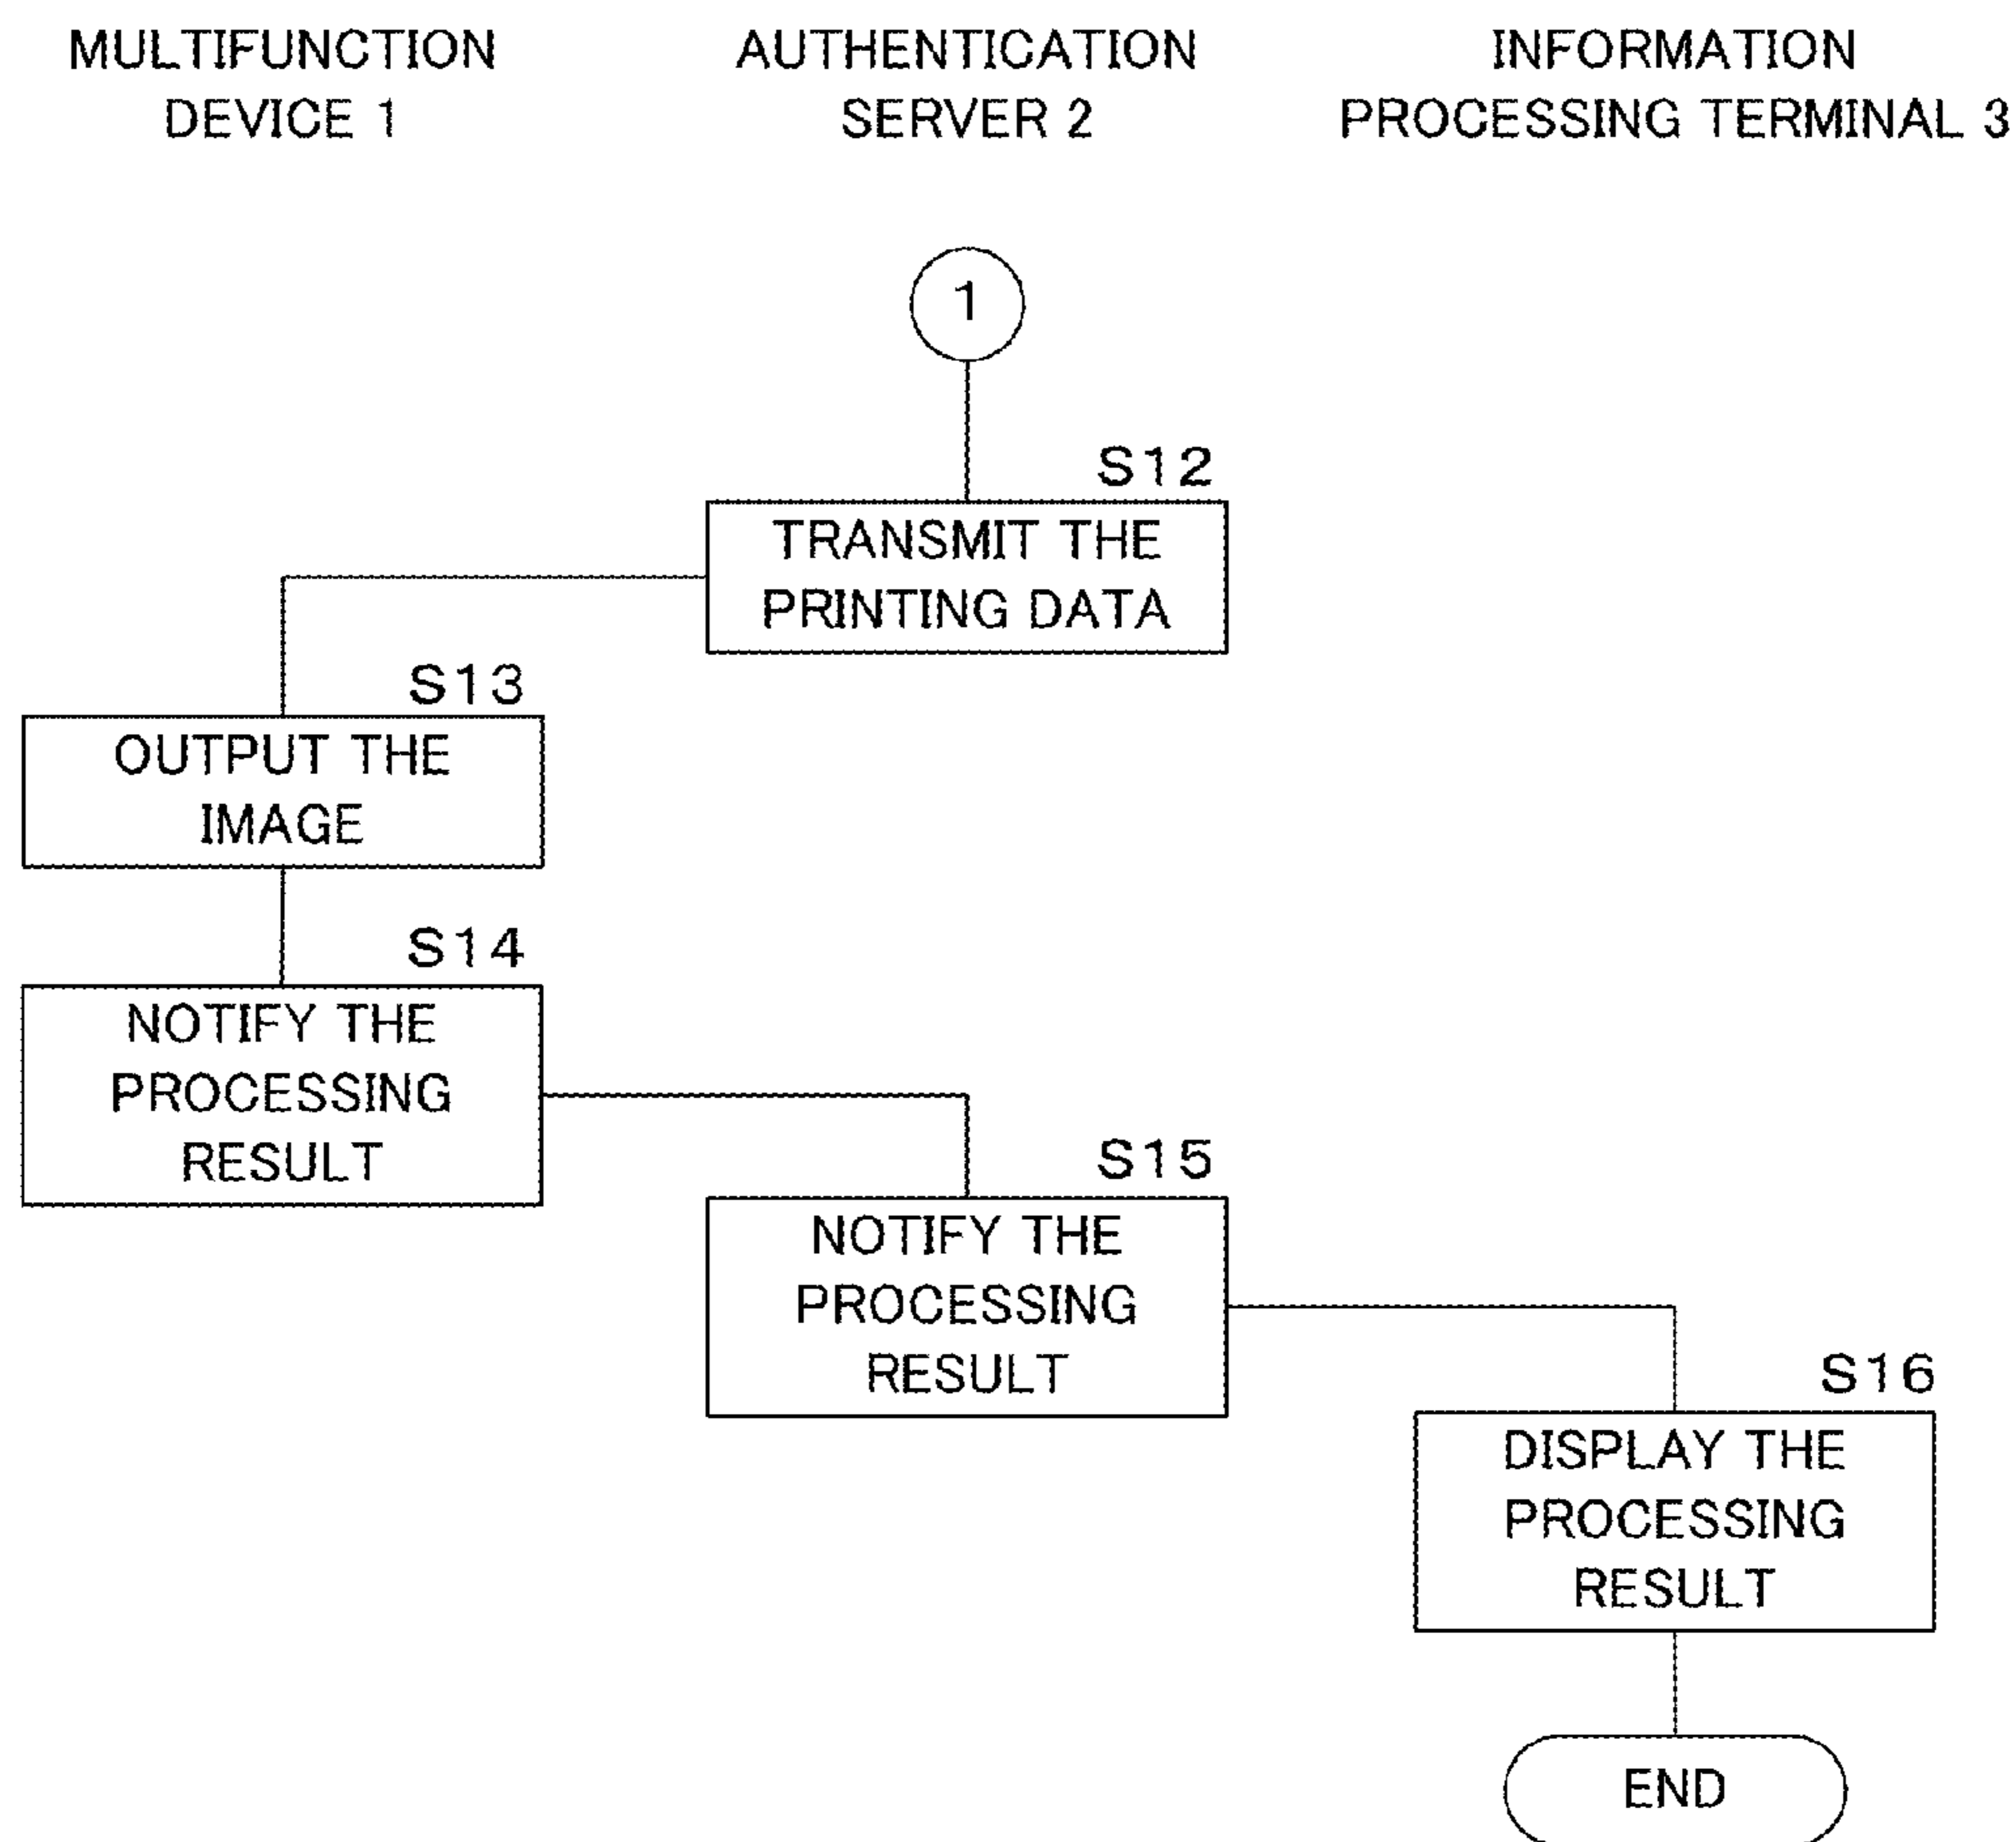 MULTIFUNCTION
DEVICE 1
AUTHENTICATION
SERVER 2
INFORMATION
PROCESSING TERMINAL 3
1
S12
TRANSMIT THE
PRINTING DATA
S13
OUTPUT THE
IMAGE
S14
NOTIFY THE
PROCESSING
RESULT
S15
NOTIFY THE
PROCESSING
RESULT
S16
DISPLAY THE
PROCESSING
RESULT
END